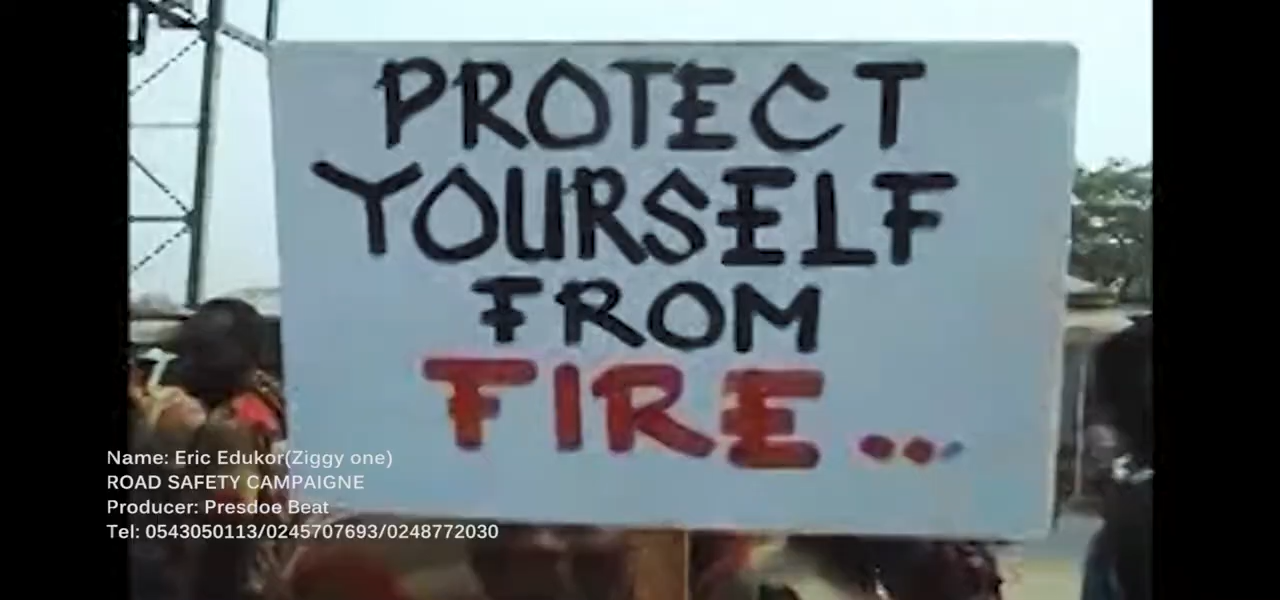 PROTECT
YOURSELF
FROM
FIRE...
Name: Eric Edukor(Ziggy one)
ROAD SAFETY CAMPAIGNE
Producer: Presdoe Beat
Tel: 0543050113/0245707693/0248772030